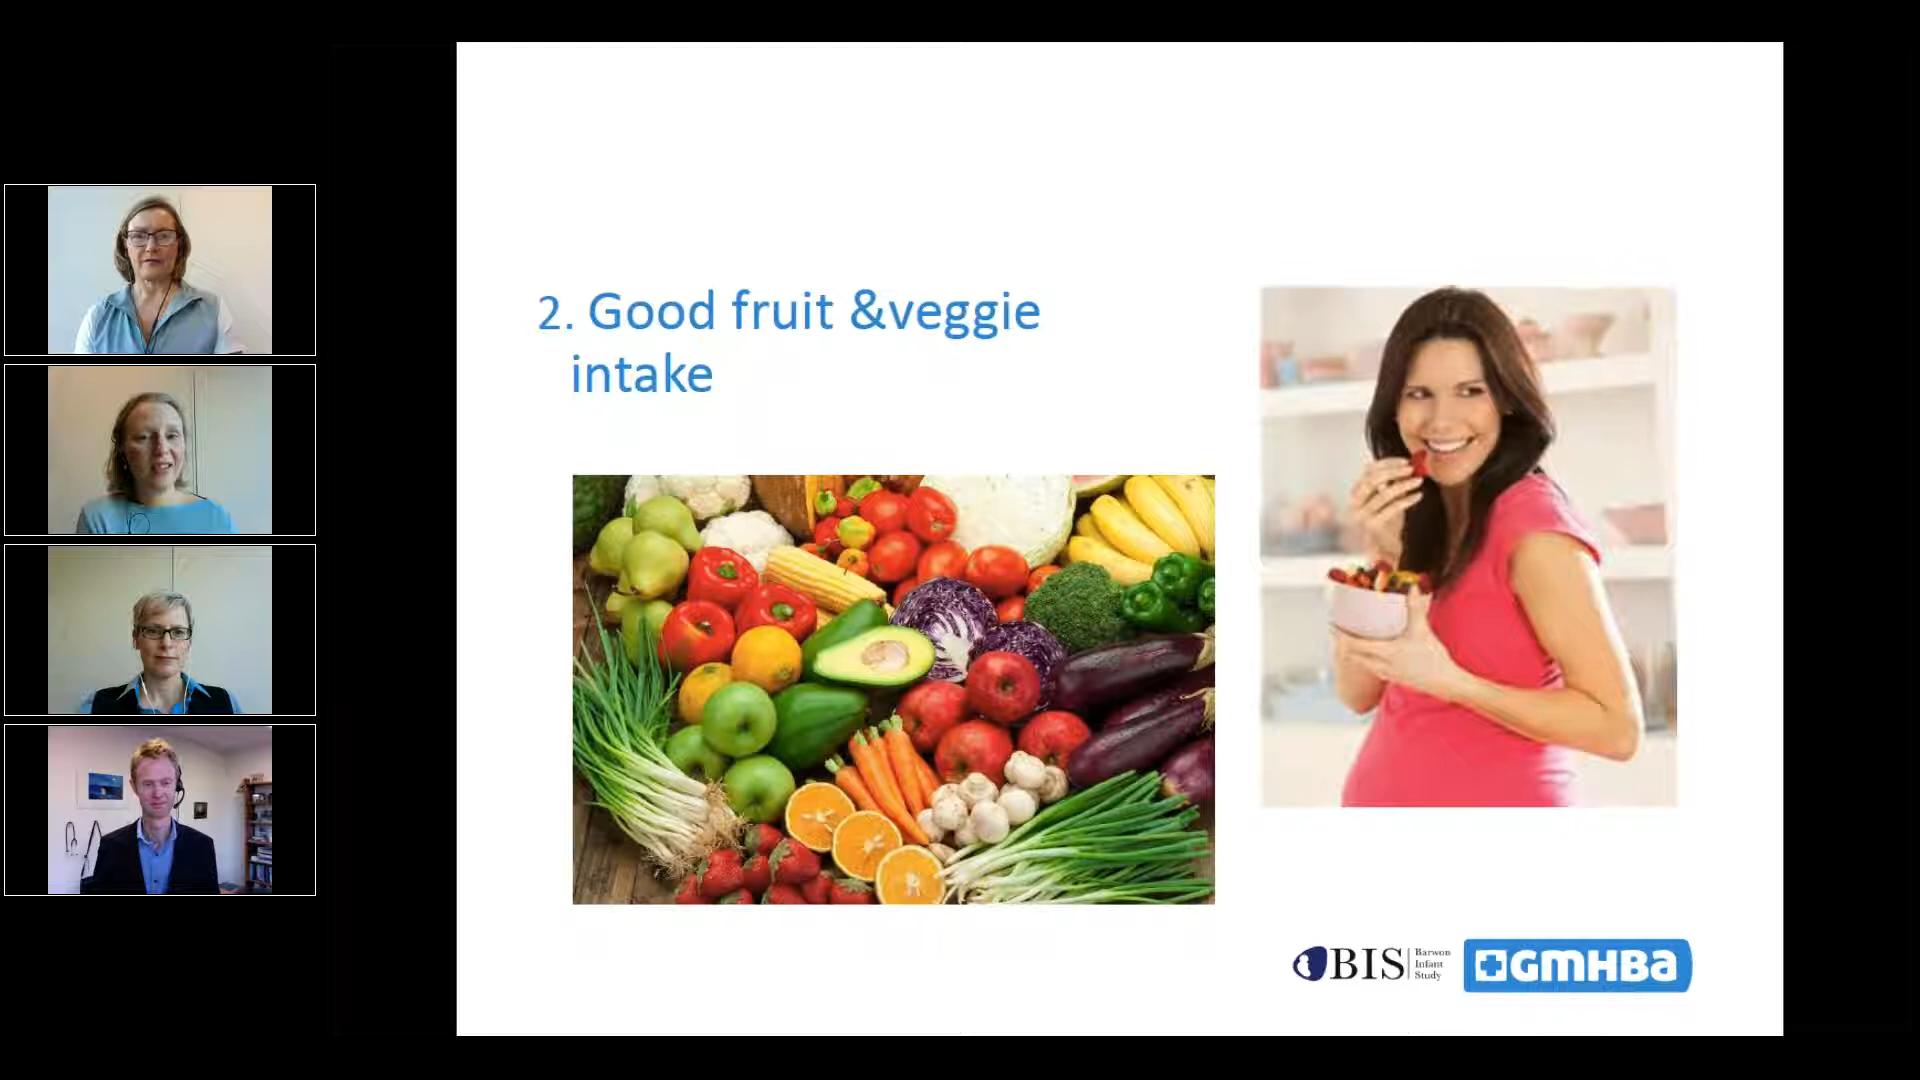 2. Good fruit &veggie
intake
BIS
Barwon
Infant
Study
GMHBa